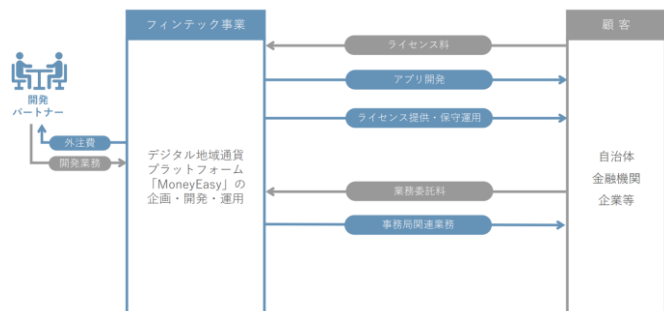 フィンテック事業
顧客
ライセンス料
アプリ開発
ライセンス提供・保守運用
開発
パートナー
外注費
開発業務
デジタル地域通貨
プラットフォーム
「MoneyEasy」の
企画・開発・運用
業務委託料
事務局関連業務
自治体
金融機関
企業等